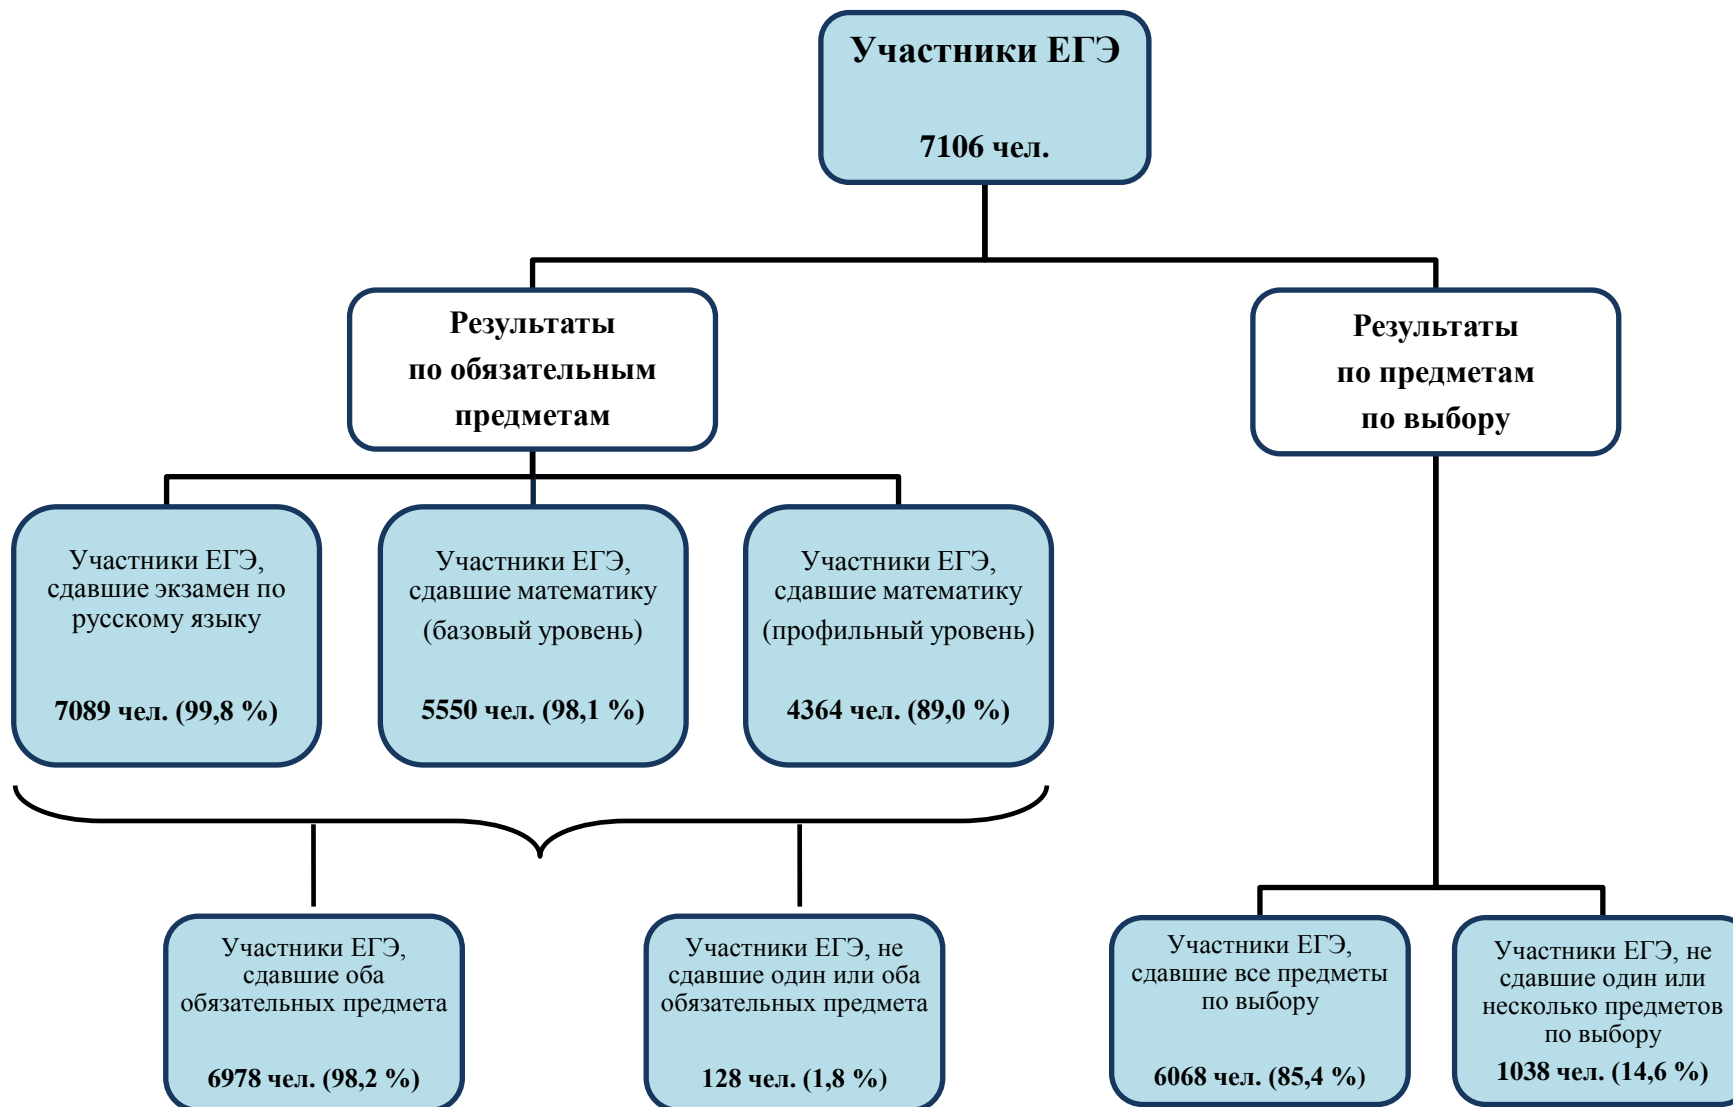 Участники ЕГЭ
7106 чел.
Результаты
по обязательным
предметам
Результаты
по предметам
по выбору
Участники ЕГЭ,
сдавшие экзамен по
русскому языку
7089 чел. (99,8 %)
Участники ЕГЭ,
сдавшие математику
(базовый уровень)
5550 чел. (98,1 %)
Участники ЕГЭ,
сдавшие математику
(профильный уровень)
4364 чел. (89,0 %)
Участники ЕГЭ,
сдавшие оба
обязательных предмета
6978 чел. (98,2 %)
Участники ЕГЭ, не
сдавшие один или оба
обязательных предмета
128 чел. (1,8 %)
Участники ЕГЭ,
сдавшие все предметы
по выбору
6068 чел. (85,4 %)
Участники ЕГЭ, не
сдавшие один или
несколько предметов
по выбору
1038 чел. (14,6 %)